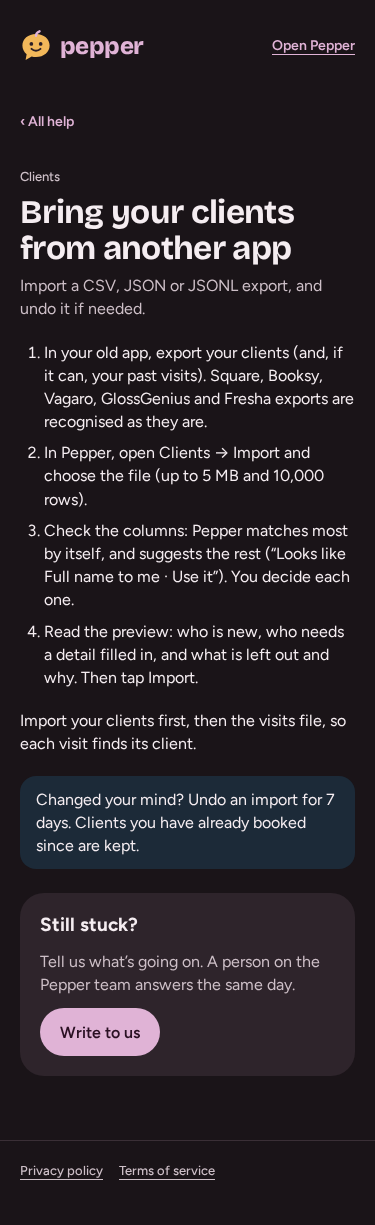 pepper
Open Pepper
‹ All help
Clients
Bring your clients
from another app
Import a CSV, JSON or JSONL export, and
undo it if needed.
1. In your old app, export your clients (and, if
it can, your past visits). Square, Booksy,
Vagaro, GlossGenius and Fresha exports are
recognised as they are.
2. In Pepper, open Clients → Import and
choose the file (up to 5 MB and 10,000
rows).
3. Check the columns: Pepper matches most
by itself, and suggests the rest (“Looks like
Full name to me · Use it”). You decide each
one.
4. Read the preview: who is new, who needs
a detail filled in, and what is left out and
why. Then tap Import.
Import your clients first, then the visits file, so
each visit finds its client.
Changed your mind? Undo an import for 7
days. Clients you have already booked
since are kept.
Still stuck?
Tell us what’s going on. A person on the
Pepper team answers the same day.
Write to us
Privacy policy
Terms of service